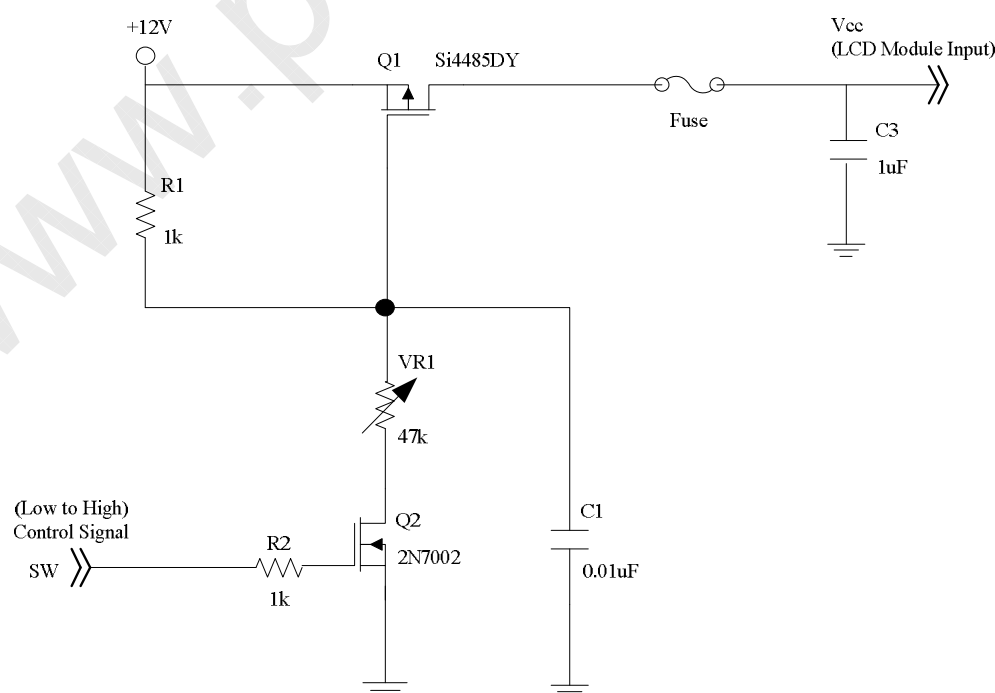 +12V
Vcc
(LCD Module Input)
Q1
Si4485DY
Fuse
C3
1uF
R1
1k
VR1
47k
(Low to High)
Control Signal
SW
R2
1k
Q2
2N7002
C1
0.01uF
www.p